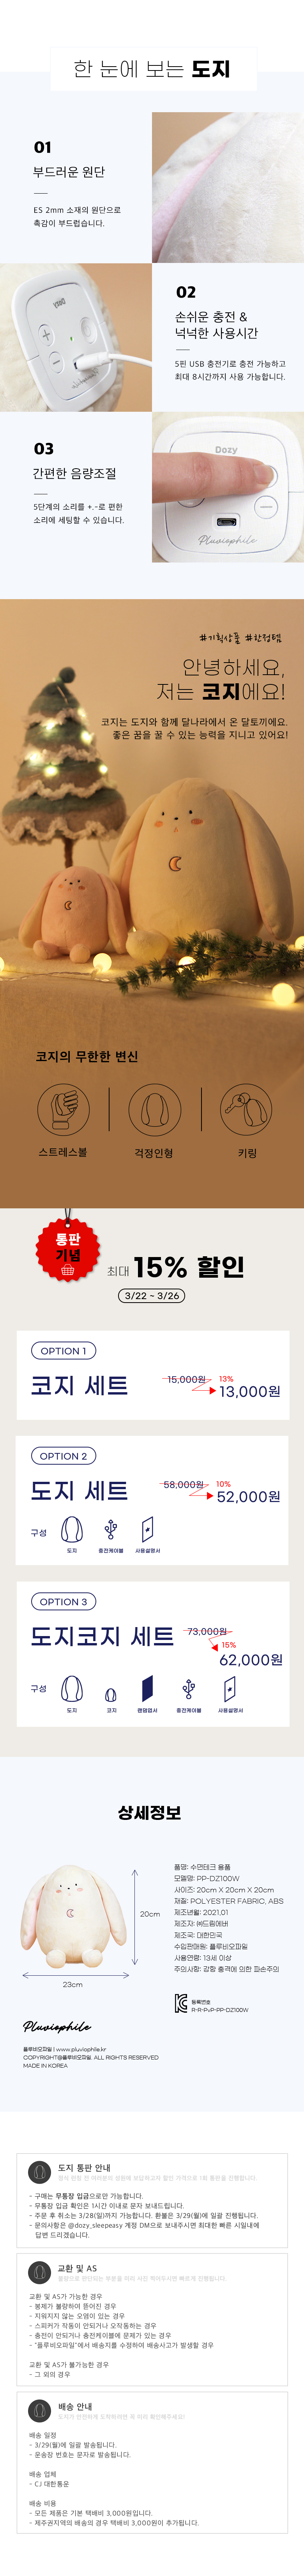 한 눈에 보는 도지
01
부드러운 원단
ES 2mm 소재의 원단으로
촉감이 부드럽습니다.
02
손쉬운 충전 &
넉넉한 사용시간
5핀 USB 충전기로 충전 가능하고
최대 8시간까지 사용 가능합니다.
Dozy
03
간편한 음량조절
5단계의 소리를 +.-로 편한
소리에 세팅할 수 있습니다.
Dozy
Pluviophile
#기획상품 #한정템
안녕하세요,
저는 코지에요!
코지는 도지와 함께 달나라에서 온 달토끼에요.
좋은 꿈을 꿀 수 있는 능력을 지니고 있어요!
코지의 무한한 변신
스트레스볼
걱정인형
키링
통판
기념
최대 15% 할인
3/22 ~ 3/26
OPTION 1
코지 세트
15,000원 13%
13,000원
OPTION 2
도지 세트
58,000원 10%
52,000원
구성
도지 충전케이블 사용설명서
OPTION 3
도지코지 세트
73,000원
15%
62,000원
구성
도지 코지 랜덤엽서 충전케이블 사용설명서
상세정보
20cm
23cm
품명: 수면테크 용품
모델명: PP-DZ100W
사이즈: 20cm X 20cm X 20cm
재질: POLYESTER FABRIC, ABS
제조년월: 2021.01
제조자: ㈜드림에버
제조국: 대한민국
수입판매원: 플루비오파일
사용연령: 13세 이상
주의사항: 강항 충격에 의한 파손주의
등록번호
R-R-PvP-PP-DZ100W
Pluviophile
플루비오파일 | www.pluviophile.kr
COPYRIGHT@플루비오파일. ALL RIGHTS RESERVED
MADE IN KOREA
도지 통판 안내
- 구매는 무통장 입금으로만 가능합니다.
- 무통장 입금 확인은 1시간 이내로 문자 보내드립니다.
- 주문 후 취소는 3/28(일)까지 가능합니다. 환불은 3/29(월)에 일괄 진행됩니다.
- 문의사항은 @dozy_sleepeasy 계정 DM으로 보내주시면 최대한 빠른 시일내에
답변 드리겠습니다.
교환 및 AS
교환 및 AS가 가능한 경우
- 봉제가 불량하여 뜯어진 경우
- 지워지지 않는 오염이 있는 경우
- 스피커가 작동이 안되거나 오작동하는 경우
- 충전이 안되거나 충전케이블에 문제가 있는 경우
- "플루비오파일"에서 배송지를 수정하여 배송사고가 발생할 경우
교환 및 AS가 불가능한 경우
- 그 외의 경우
배송 안내
배송 일정
- 3/29(월)에 일괄 발송됩니다.
- 운송장 번호는 문자로 발송됩니다.
배송 업체
- CJ 대한통운
배송 비용
- 모든 제품은 기본 택배비 3,000원입니다.
- 제주권지역의 배송의 경우 택배비 3,000원이 추가됩니다.